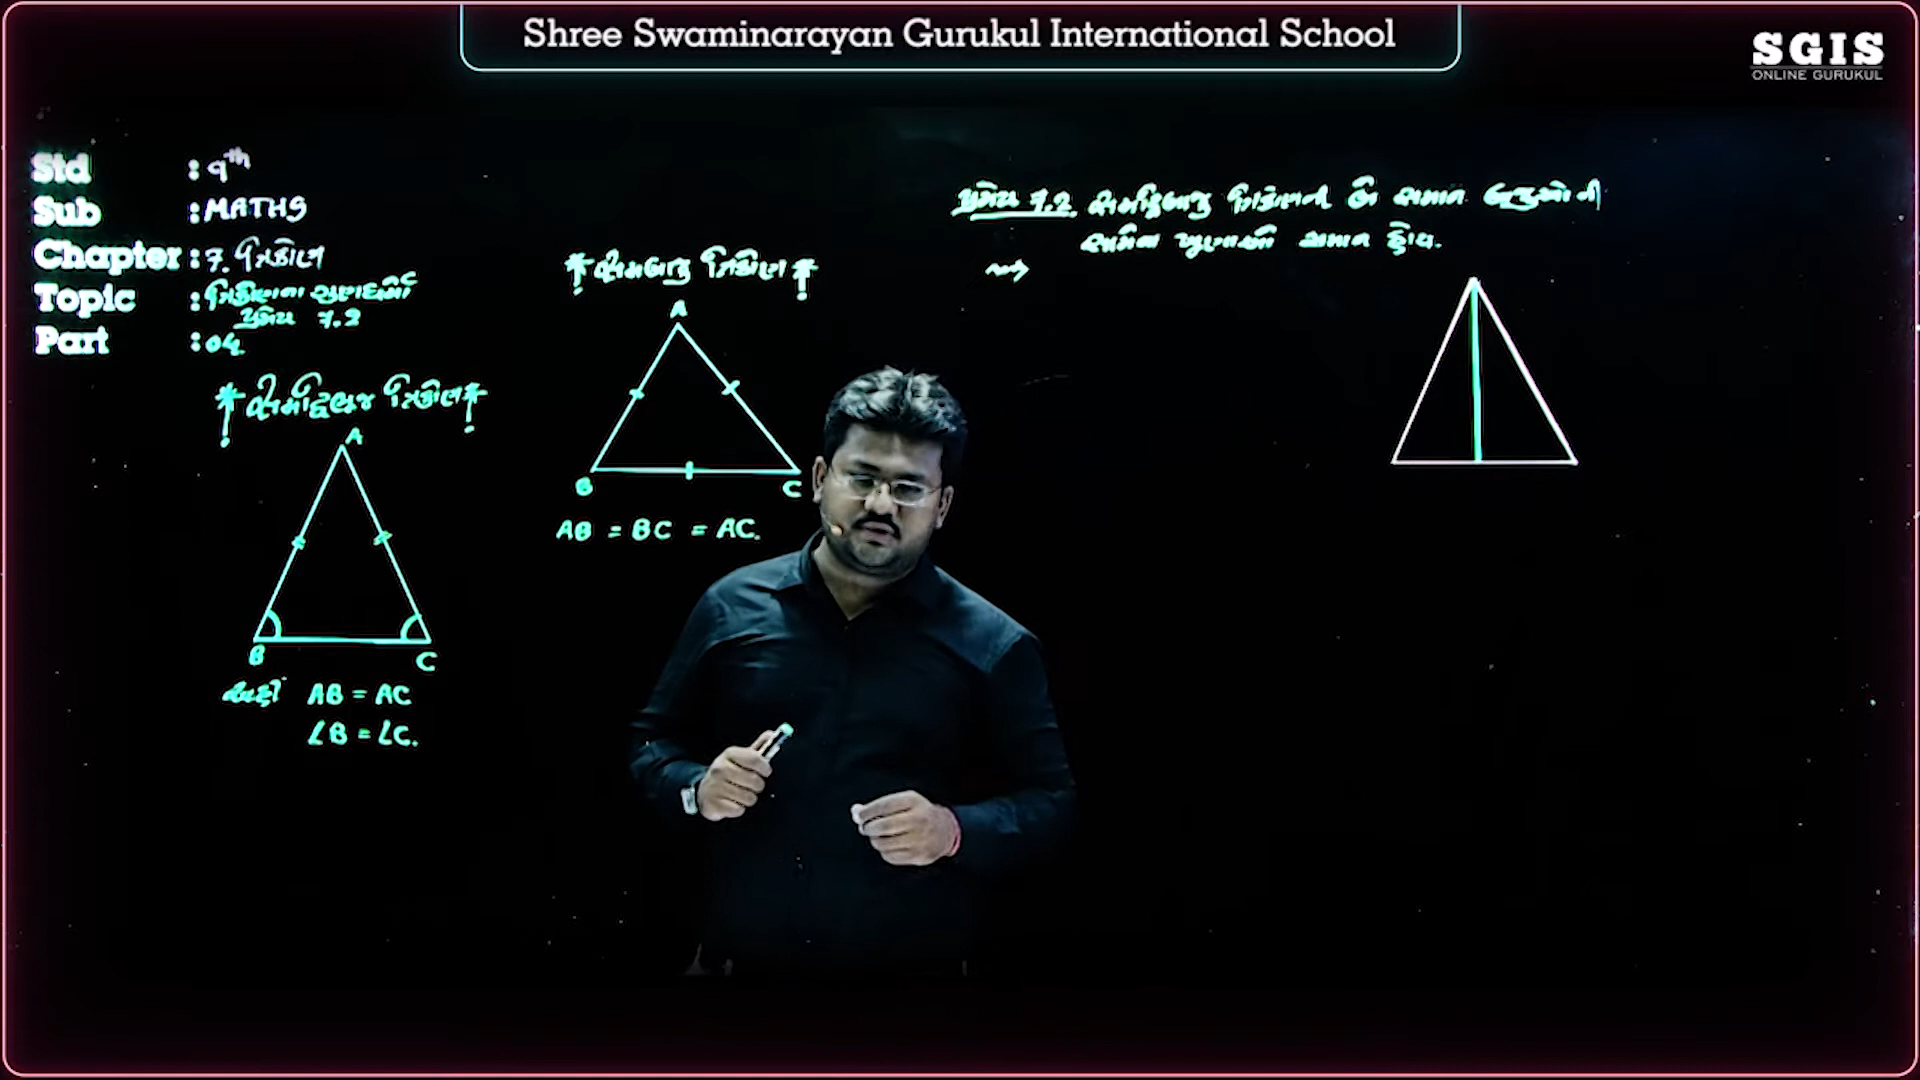 Shree Swaminarayan Gurukul International School
SGIS
ONLINE GURUKUL
Std : 9th
Sub : MATHS
Chapter : 7. ત્રિકોણ
Topic : ત્રિકોણના ગુણધર્મો
પ્રમેય 7.2
Part : 04
* સમદ્વિભુજ ત્રિકોણ *
A
B
C
અહીં AB = AC
∠B = ∠C.
* સમબાજુ ત્રિકોણ *
A
B
C
AB = BC = AC.
પ્રમેય 7.2 સમદ્વિબાજુ ત્રિકોણની સમાન બાજુઓ ની
સામેના ખૂણાઓ સમાન હોય.